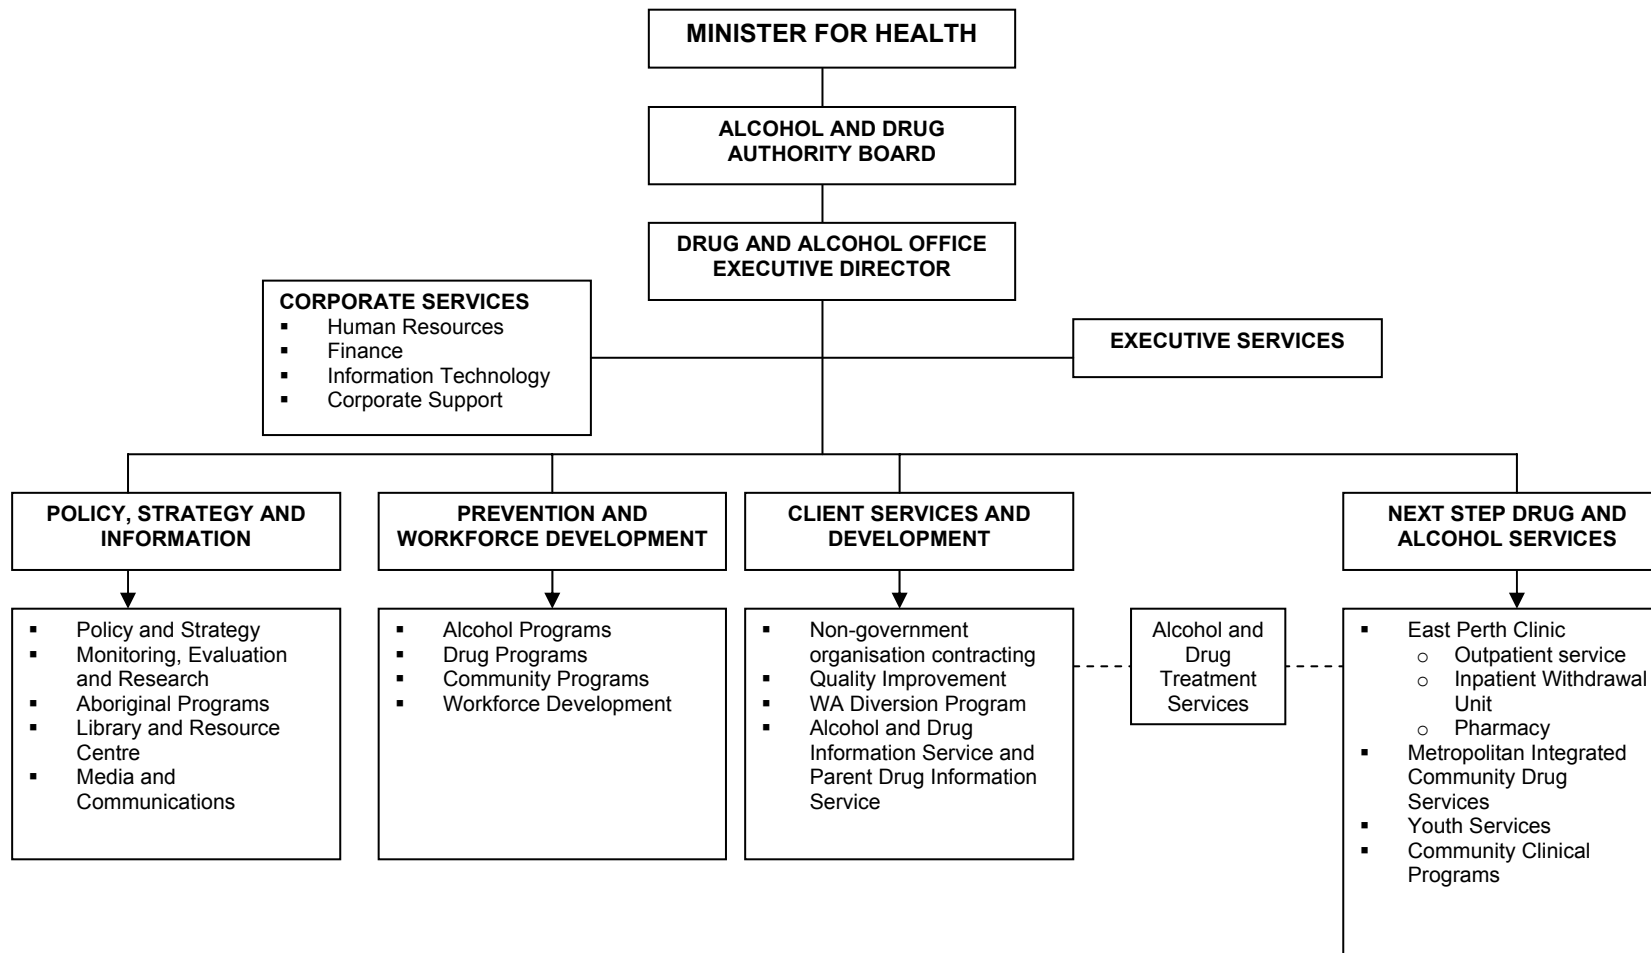 MINISTER FOR HEALTH
ALCOHOL AND DRUG
AUTHORITY BOARD
DRUG AND ALCOHOL OFFICE
EXECUTIVE DIRECTOR
CORPORATE SERVICES
▪ Human Resources
▪ Finance
▪ Information Technology
▪ Corporate Support
EXECUTIVE SERVICES
POLICY, STRATEGY AND
INFORMATION
PREVENTION AND
WORKFORCE DEVELOPMENT
CLIENT SERVICES AND
DEVELOPMENT
NEXT STEP DRUG AND
ALCOHOL SERVICES
▪ Policy and Strategy
▪ Monitoring, Evaluation
and Research
▪ Aboriginal Programs
▪ Library and Resource
Centre
▪ Media and
Communications
▪ Alcohol Programs
▪ Drug Programs
▪ Community Programs
▪ Workforce Development
▪ Non-government
organisation contracting
▪ Quality Improvement
▪ WA Diversion Program
▪ Alcohol and Drug
Information Service and
Parent Drug Information
Service
Alcohol and
Drug
Treatment
Services
▪ East Perth Clinic
o Outpatient service
o Inpatient Withdrawal
Unit
o Pharmacy
▪ Metropolitan Integrated
Community Drug
Services
▪ Youth Services
▪ Community Clinical
Programs